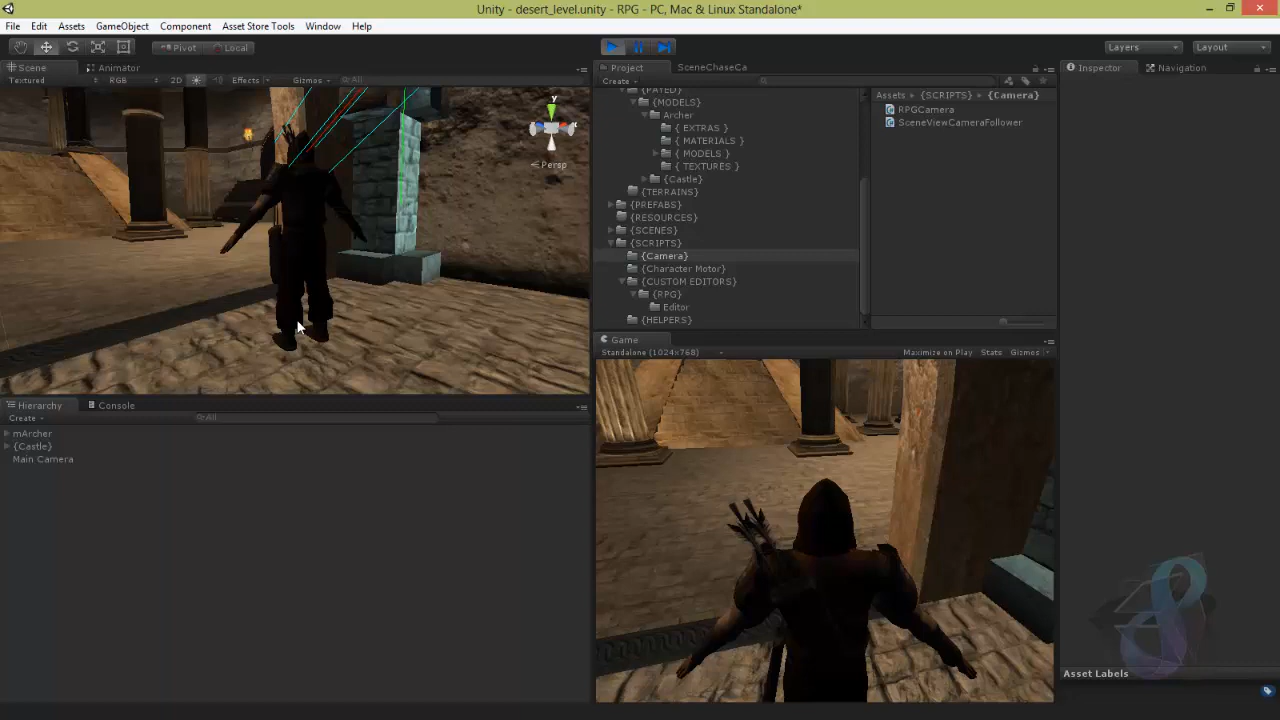 Unity - desert_level.unity - RPG - PC, Mac & Linux Standalone*
File Edit Assets GameObject Component Asset Store Tools Window Help
Pivot Local Layers Layout
Scene Animator
Textured RGB 2D Effects Gizmos All
y
x
Persp
Project SceneChaseCa
Create
{PAYED}
{MODELS}
Archer
{ EXTRAS }
{ MATERIALS }
{ MODELS }
{ TEXTURES }
{Castle}
{TERRAINS}
{PREFABS}
{RESOURCES}
{SCENES}
{SCRIPTS}
{Camera}
{Character Motor}
{CUSTOM EDITORS}
{RPG}
Editor
{HELPERS}
Assets {SCRIPTS} {Camera}
RPGCamera
SceneViewCameraFollower
Inspector Navigation
Game
Standalone (1024x768) Maximize on Play Stats Gizmos
Hierarchy Console
Create All
mArcher
{Castle}
Main Camera
Asset Labels